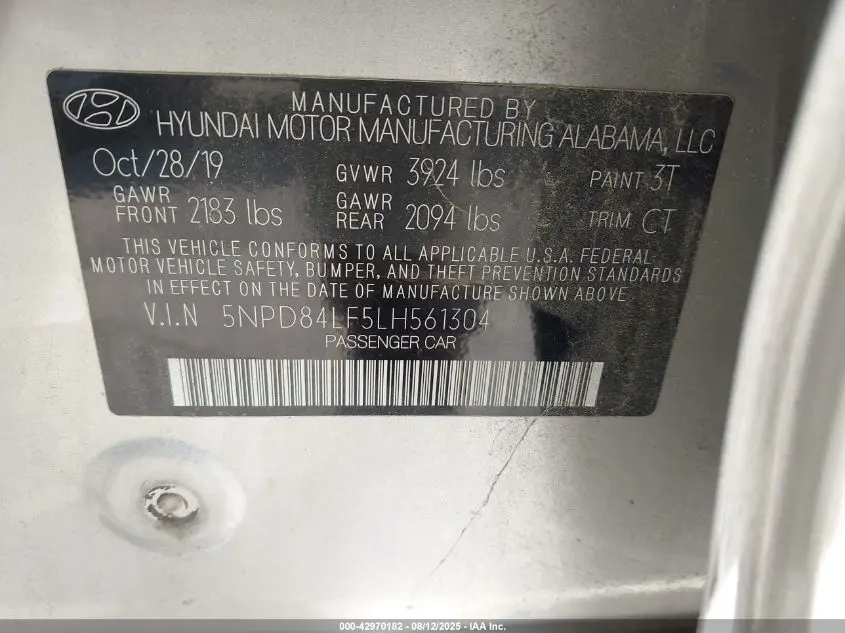 MANUFACTURED BY
HYUNDAI MOTOR MANUFACTURING ALABAMA, LLC
Oct/28/19 GVWR 3924 lbs PAINT 3T
GAWR FRONT 2183 lbs GAWR REAR 2094 lbs TRIM CT
THIS VEHICLE CONFORMS TO ALL APPLICABLE U.S.A. FEDERAL
MOTOR VEHICLE SAFETY, BUMPER, AND THEFT PREVENTION STANDARDS
IN EFFECT ON THE DATE OF MANUFACTURE SHOWN ABOVE
V.I.N 5NPD84LF5LH561304
PASSENGER CAR
000-42970182 - 08/12/2025 - IAA Inc.